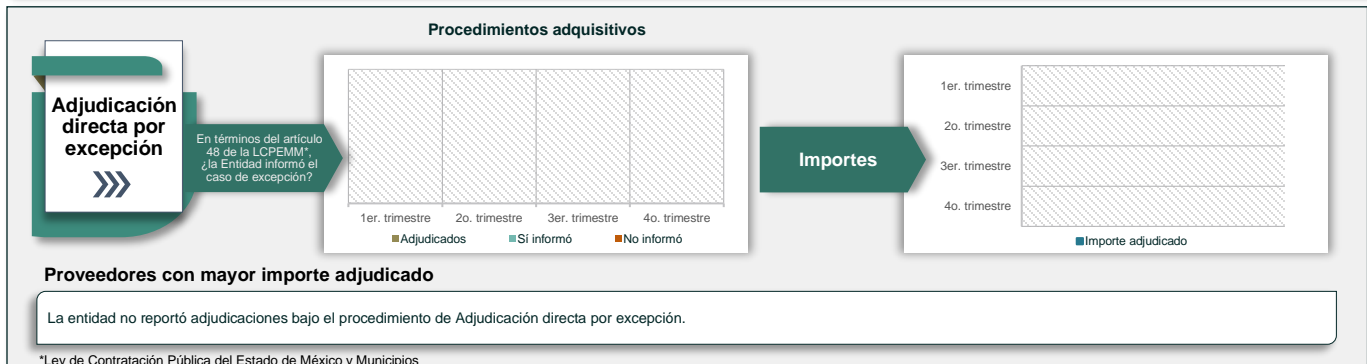 Procedimientos adquisitivos
Adjudicación
directa por
excepción
En términos del artículo
48 de la LCPEMM*,
¿la Entidad informó el
caso de excepción?
1er. trimestre 2o. trimestre 3er. trimestre 4o. trimestre
Adjudicados Sí informó No informó
Importes
1er. trimestre
2o. trimestre
3er. trimestre
4o. trimestre
Importe adjudicado
Proveedores con mayor importe adjudicado
La entidad no reportó adjudicaciones bajo el procedimiento de Adjudicación directa por excepción.
*Ley de Contratación Pública del Estado de México y Municipios